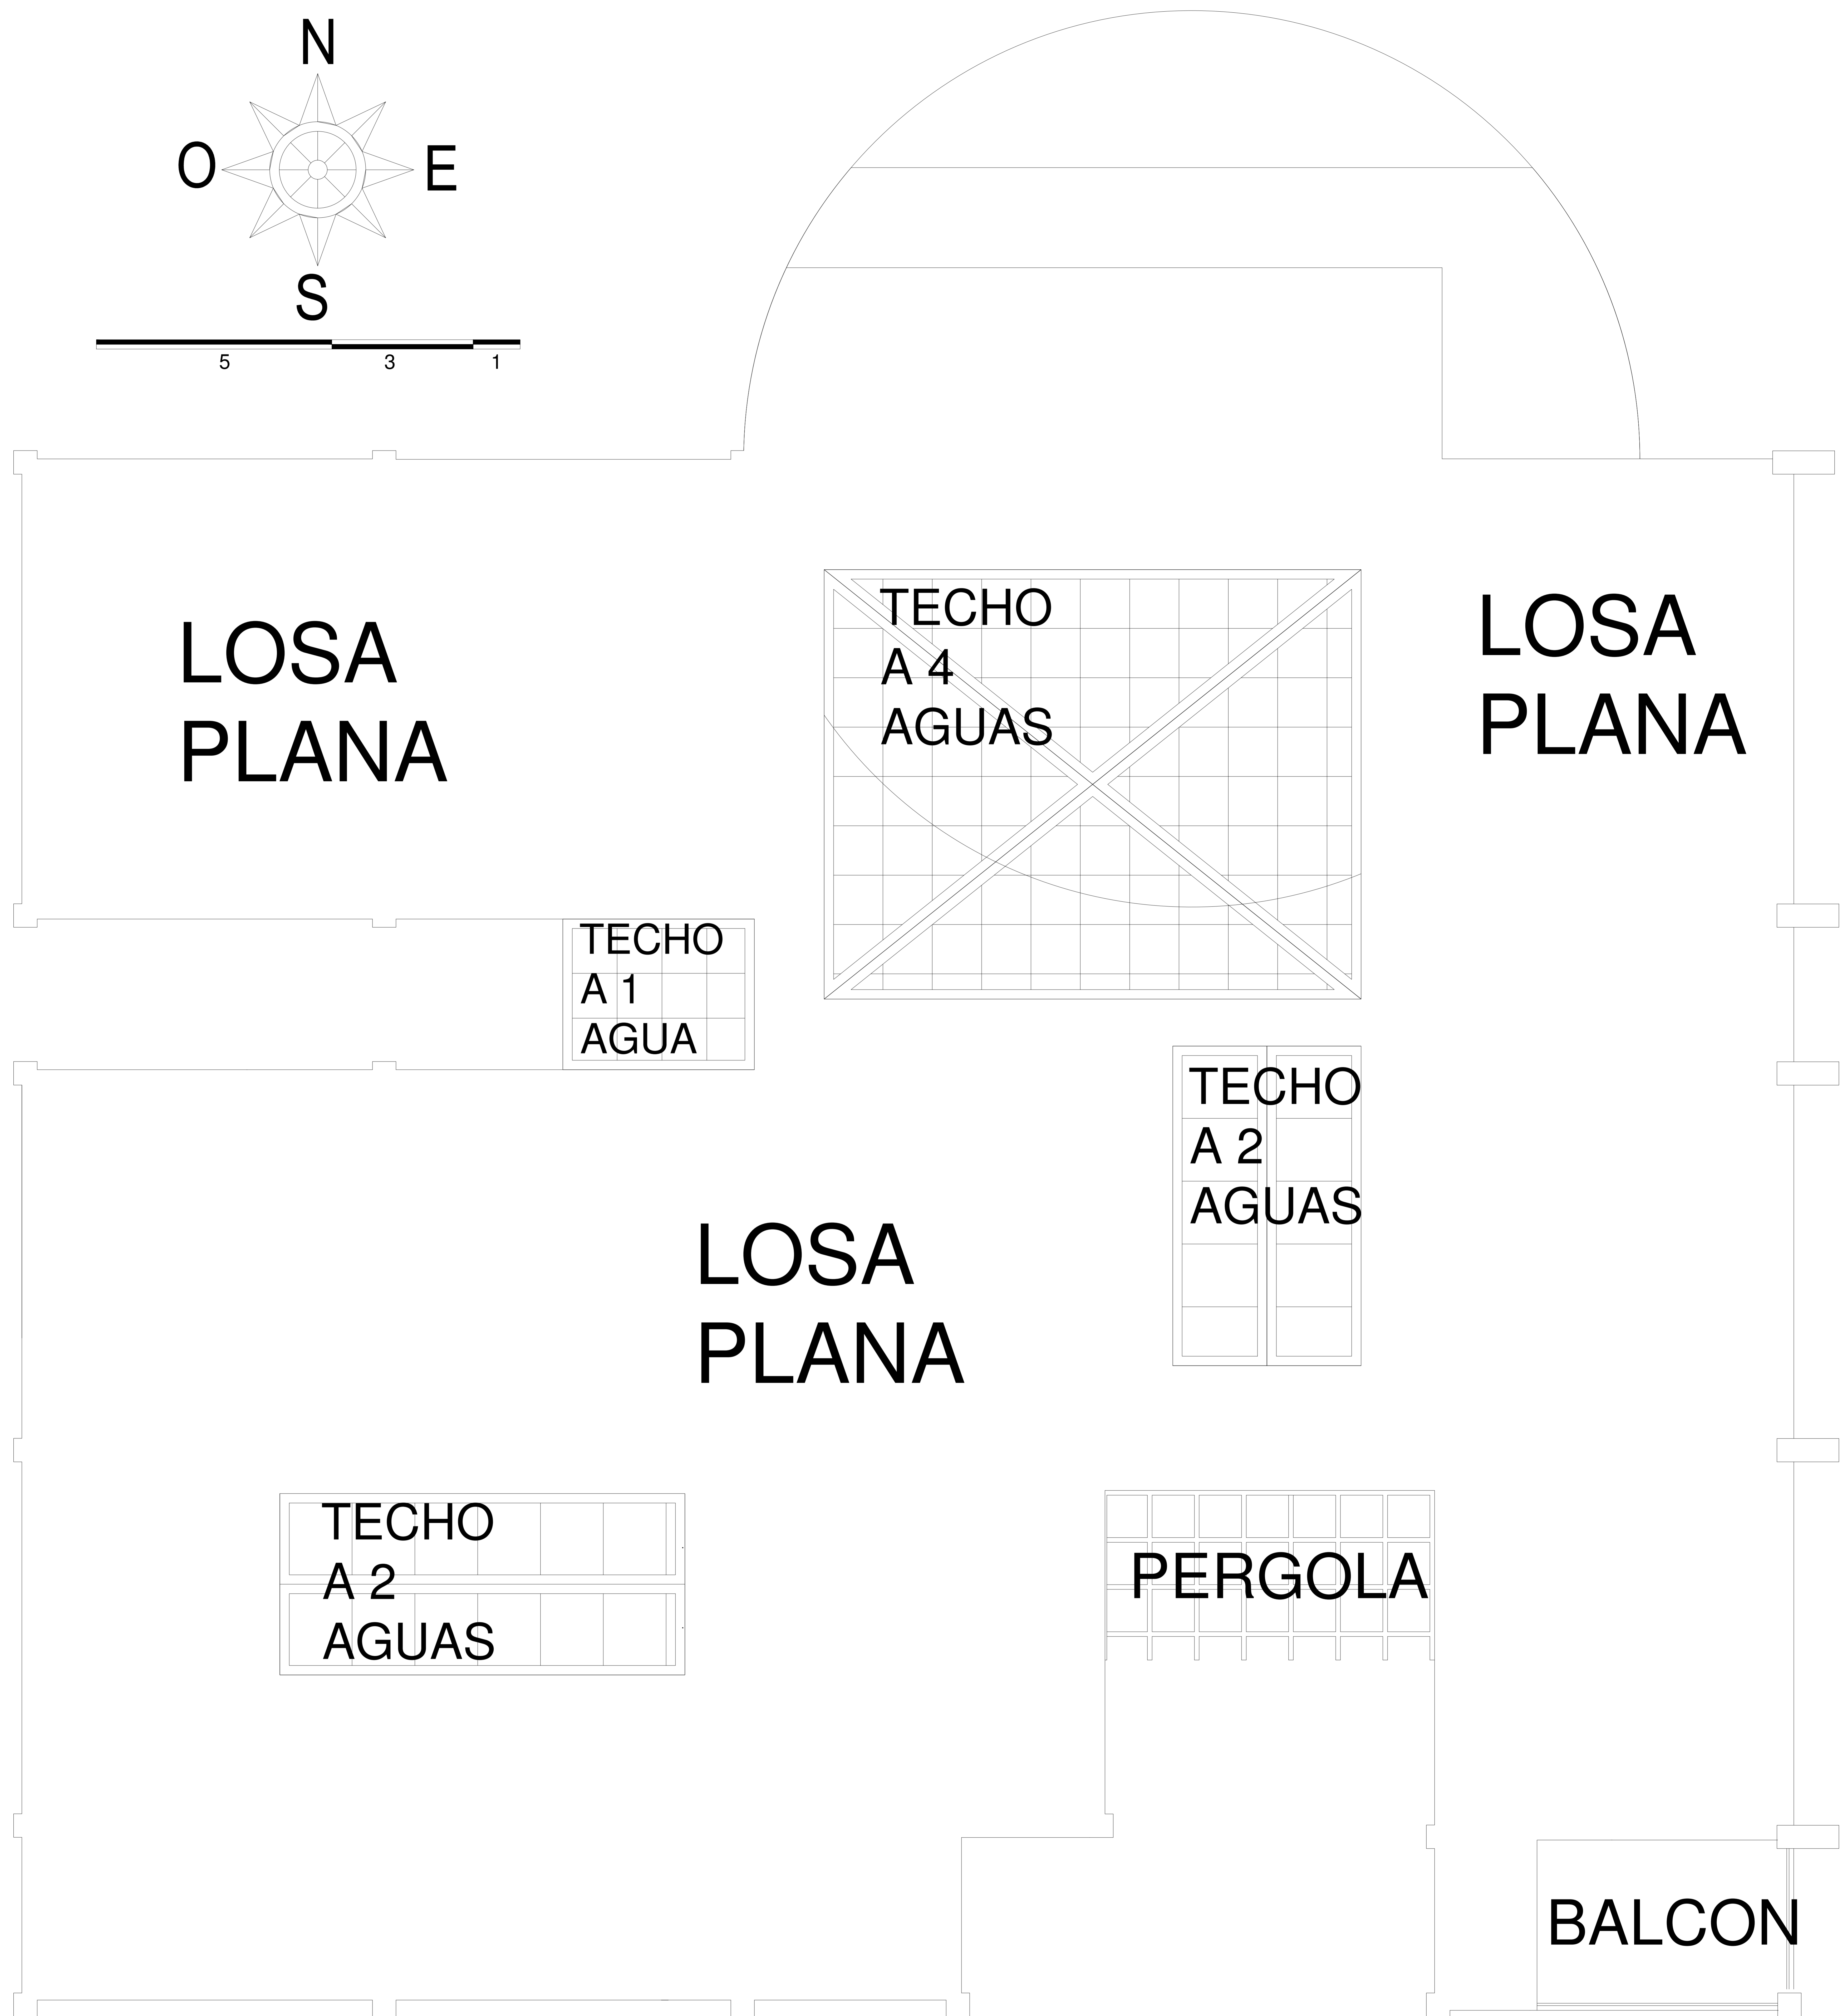 N
O
E
S
5
3
1
LOSA
PLANA
TECHO
A 4
AGUAS
LOSA
PLANA
TECHO
A 1
AGUA
TECHO
A 2
AGUAS
LOSA
PLANA
TECHO
A 2
AGUAS
PERGOLA
BALCON